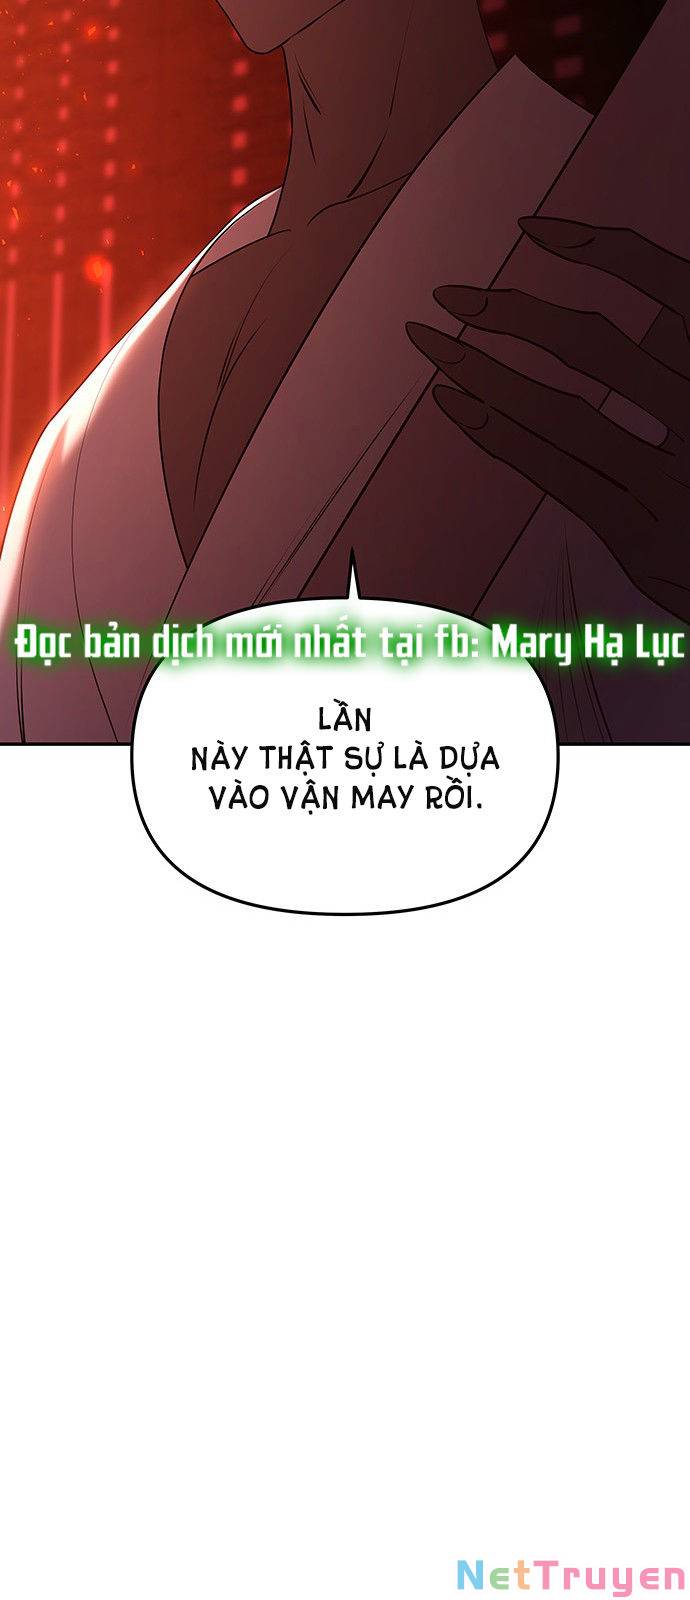 Đọc bản dịch mới nhất tại fb: Mary Hạ Lục
LẦN
NÀY THẬT SỰ LÀ DỰA
VÀO VẬN MAY RỒI.
NetTruyen